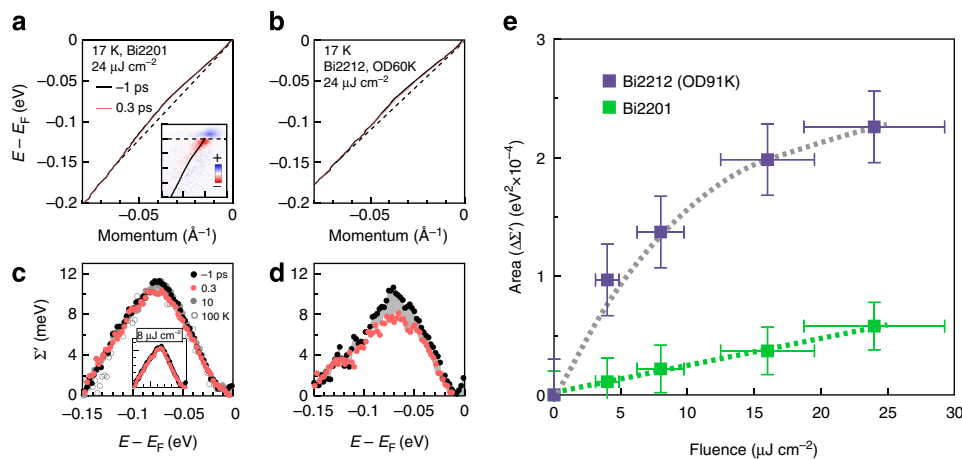 a
0
−0.05
−0.1
−0.15
−0.2
E − E_F (eV)
17 K, Bi2201
24 μJ cm⁻²
−1 ps
0.3 ps
+
−
−0.05
0
Momentum (Å⁻¹)
b
0
−0.05
−0.1
−0.15
−0.2
17 K
Bi2212, OD60K
24 μJ cm⁻²
−0.05
0
Momentum (Å⁻¹)
c
12
8
4
0
Σ′ (meV)
−1 ps
0.3
10
100 K
8 μJ cm⁻²
−0.15
−0.1
−0.05
0
E − E_F (eV)
d
12
8
4
0
−0.15
−0.1
−0.05
0
E − E_F (eV)
e
3
2
1
0
Area (ΔΣ′) (eV²×10⁻⁴)
Bi2212 (OD91K)
Bi2201
0
5
10
15
20
25
30
Fluence (μJ cm⁻²)